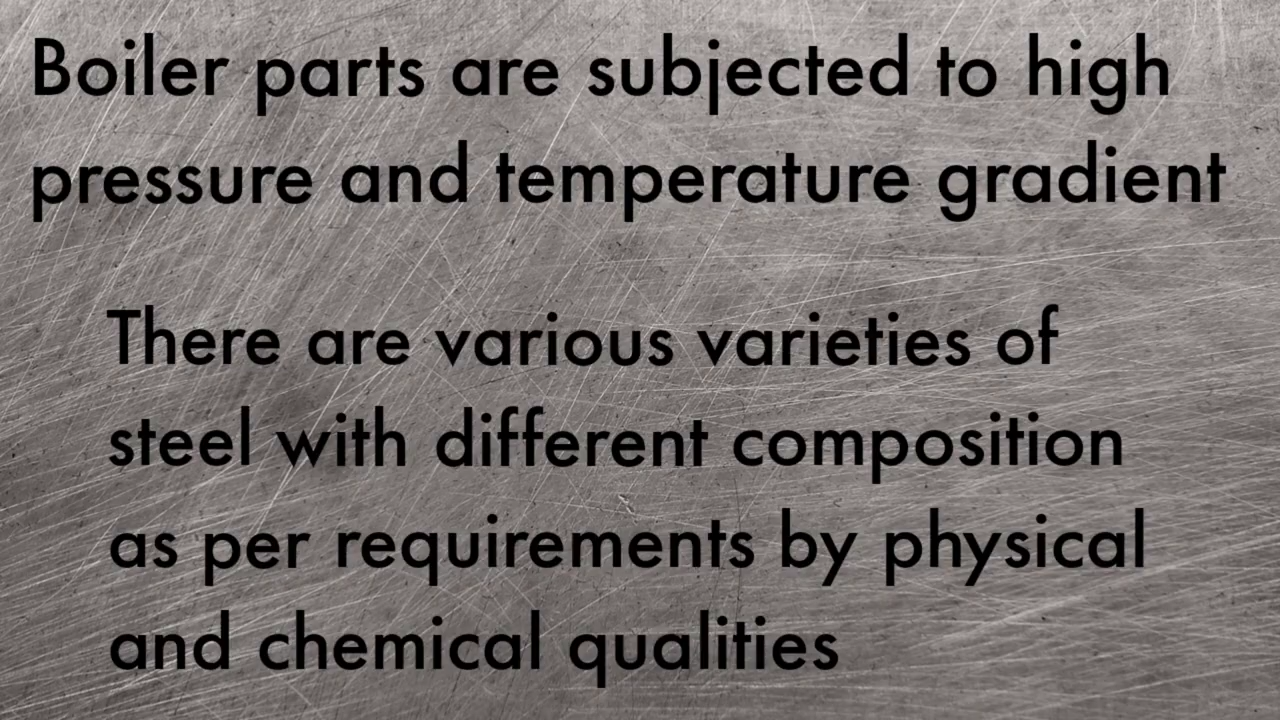 Boiler parts are subjected to high
pressure and temperature gradient
There are various varieties of
steel with different composition
as per requirements by physical
and chemical qualities